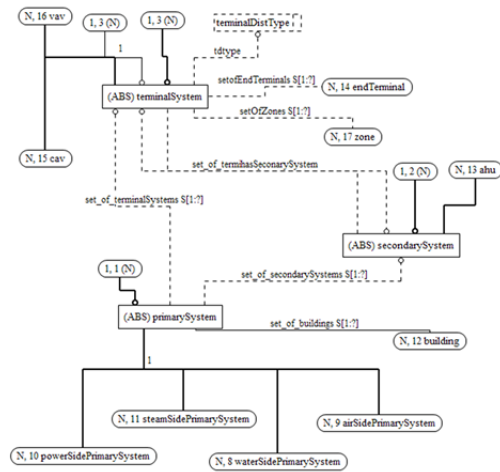 N, 16 vav
1, 3 (N)
1, 3 (N)
terminalDistType
1
tdtype
setofEndTerminals S[1:?]
(ABS) terminalSystem
N, 14 endTerminal
setOfZones S[1:?]
N, 17 zone
N, 15 cav
set_of_termihasSeconarySystem
1, 2 (N)
N, 13 ahu
set_of_terminalSystems S[1:?]
(ABS) secondarySystem
1, 1 (N)
set_of_secondarySystems S[1:?]
(ABS) primarySystem
set_of_buildings S[1:?]
N, 12 building
1
N, 11 steamSidePrimarySystem
N, 9 airSidePrimarySystem
N, 10 powerSidePrimarySystem
N, 8 waterSidePrimarySystem